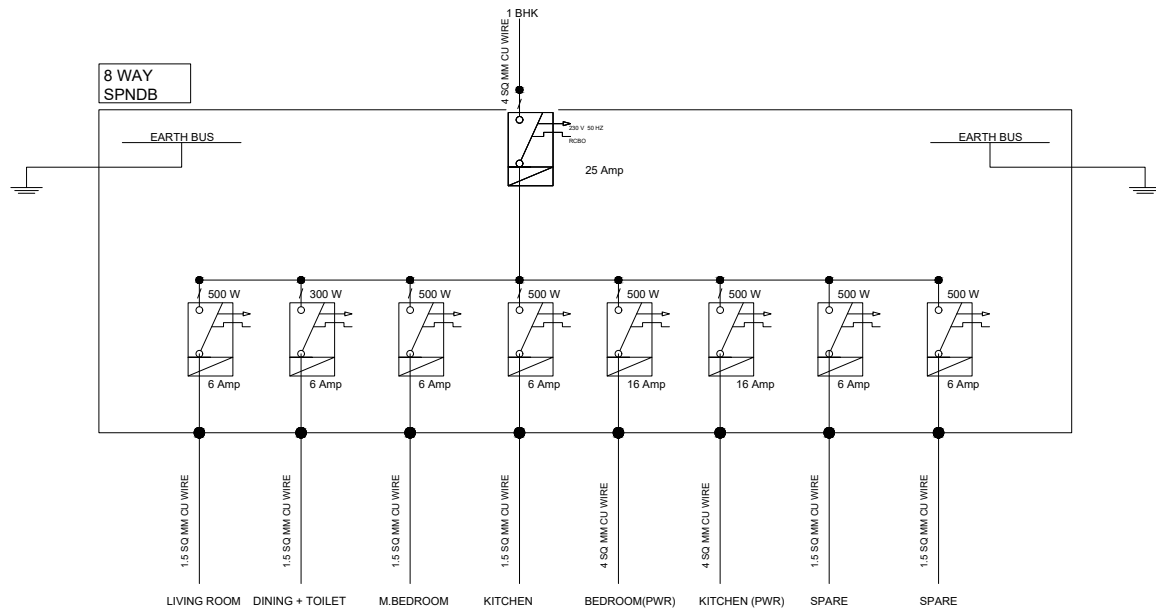 1 BHK
4 SQ MM CU WIRE
8 WAY
SPNDB
EARTH BUS
230 V 50 HZ
RCBO
EARTH BUS
25 Amp
500 W
300 W
500 W
500 W
500 W
500 W
500 W
500 W
6 Amp
6 Amp
6 Amp
6 Amp
16 Amp
16 Amp
6 Amp
6 Amp
1.5 SQ MM CU WIRE
1.5 SQ MM CU WIRE
1.5 SQ MM CU WIRE
1.5 SQ MM CU WIRE
4 SQ MM CU WIRE
4 SQ MM CU WIRE
1.5 SQ MM CU WIRE
1.5 SQ MM CU WIRE
LIVING ROOM
DINING + TOILET
M.BEDROOM
KITCHEN
BEDROOM(PWR)
KITCHEN (PWR)
SPARE
SPARE